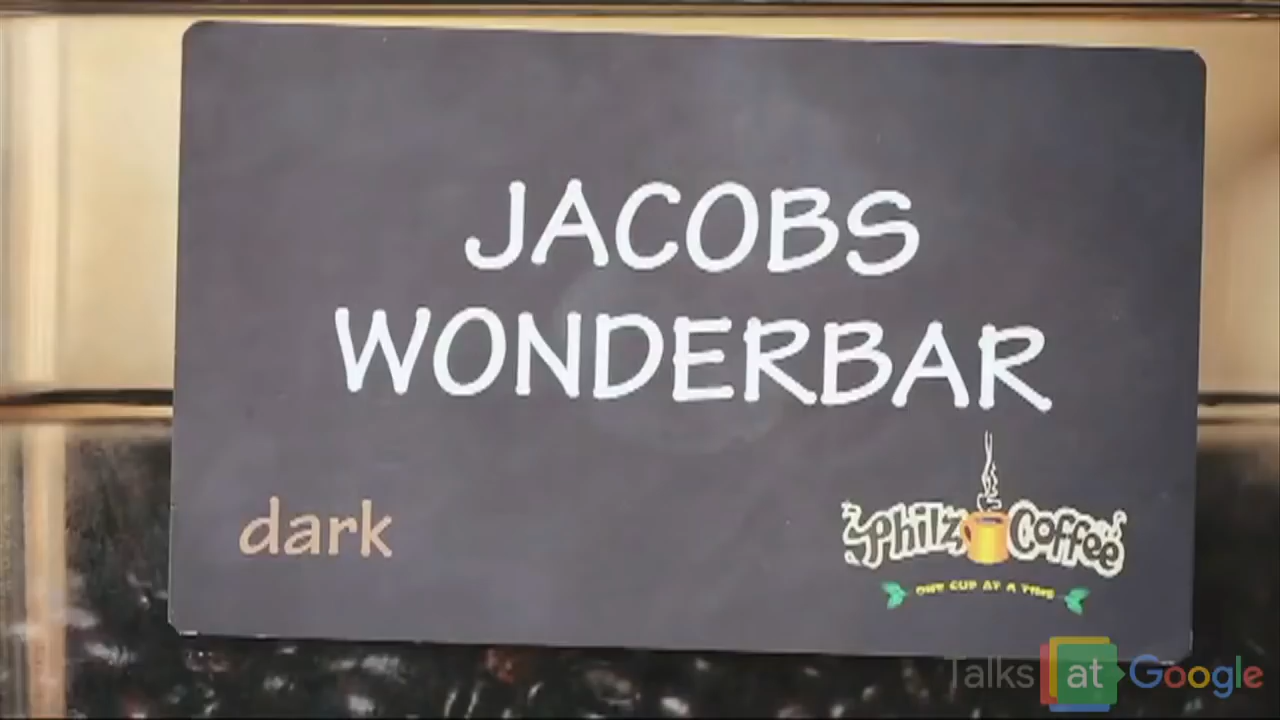 JACOBS
WONDERBAR
dark
Philz Coffee
ONE CUP AT A TIME
Talks at Google